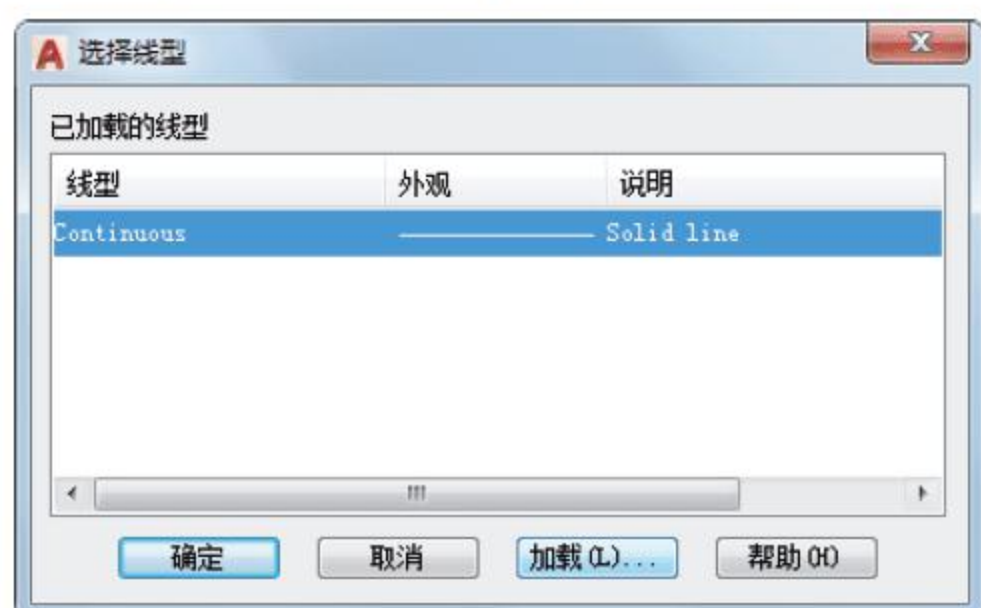 选择线型
已加载的线型
线型 外观 说明
Continuous Solid line
确定 取消 加载(L)... 帮助(H)